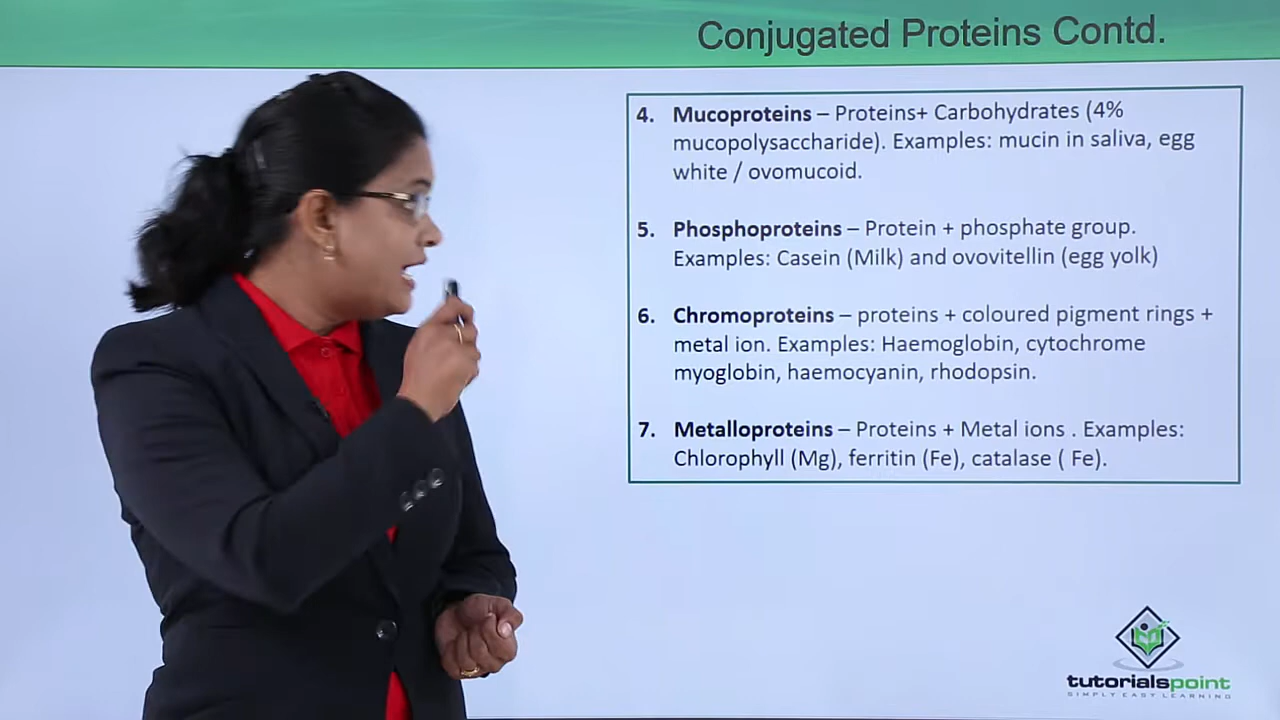 Conjugated Proteins Contd.
4. Mucoproteins – Proteins+ Carbohydrates (4%
mucopolysaccharide). Examples: mucin in saliva, egg
white / ovomucoid.
5. Phosphoproteins – Protein + phosphate group.
Examples: Casein (Milk) and ovovitellin (egg yolk)
6. Chromoproteins – proteins + coloured pigment rings +
metal ion. Examples: Haemoglobin, cytochrome
myoglobin, haemocyanin, rhodopsin.
7. Metalloproteins – Proteins + Metal ions . Examples:
Chlorophyll (Mg), ferritin (Fe), catalase ( Fe).
tutorialspoint
SIMPLY EASY LEARNING